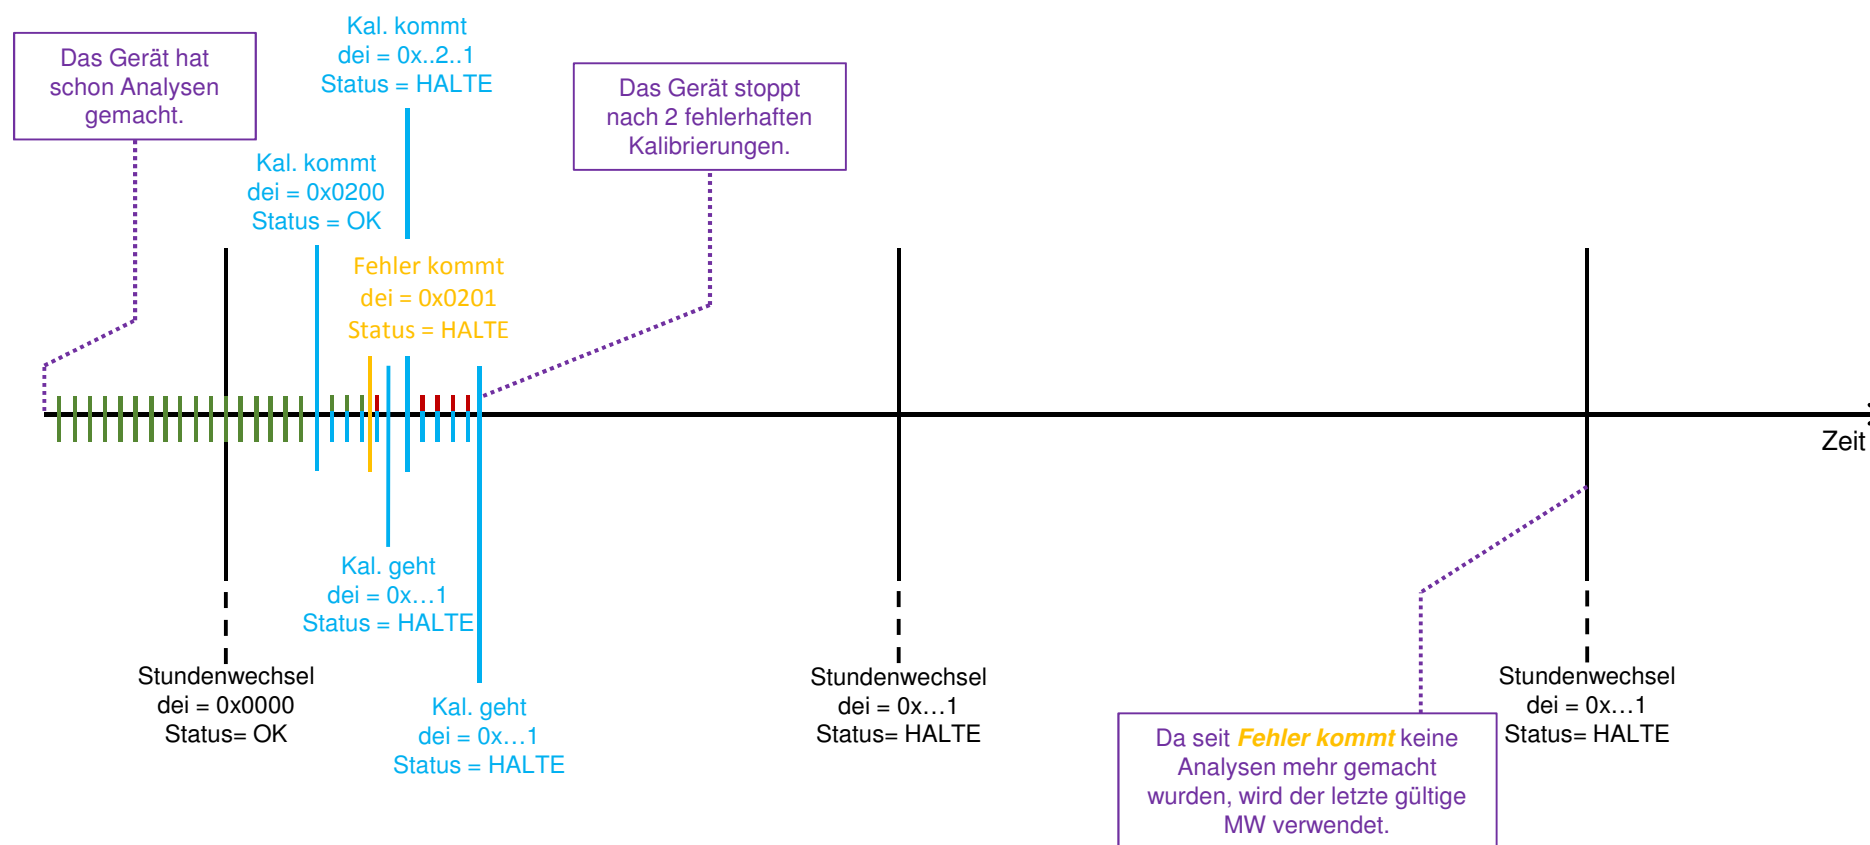 Das Gerät hat
schon Analysen
gemacht.
Kal. kommt
dei = 0x..2..1
Status = HALTE
Das Gerät stoppt
nach 2 fehlerhaften
Kalibrierungen.
Kal. kommt
dei = 0x0200
Status = OK
Fehler kommt
dei = 0x0201
Status = HALTE
Zeit
Kal. geht
dei = 0x…1
Status = HALTE
Stundenwechsel
dei = 0x0000
Status= OK
Kal. geht
dei = 0x…1
Status = HALTE
Stundenwechsel
dei = 0x…1
Status= HALTE
Stundenwechsel
dei = 0x…1
Status= HALTE
Da seit Fehler kommt keine
Analysen mehr gemacht
wurden, wird der letzte gültige
MW verwendet.